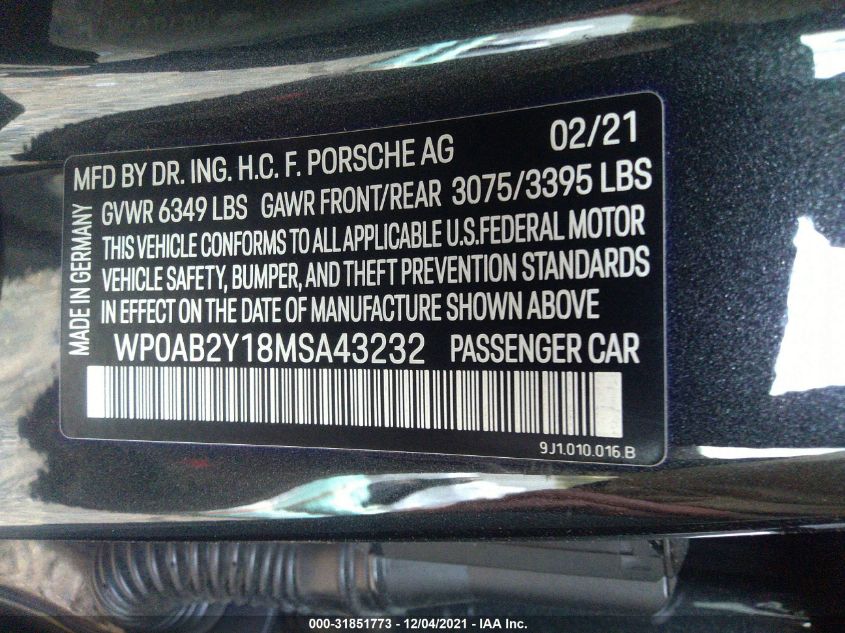 MFD BY DR. ING. H.C. F. PORSCHE AG 02/21
GVWR 6349 LBS GAWR FRONT/REAR 3075/3395 LBS
THIS VEHICLE CONFORMS TO ALL APPLICABLE U.S.FEDERAL MOTOR
VEHICLE SAFETY, BUMPER, AND THEFT PREVENTION STANDARDS
IN EFFECT ON THE DATE OF MANUFACTURE SHOWN ABOVE
MADE IN GERMANY
WP0AB2Y18MSA43232 PASSENGER CAR
9J1.010.016.B
000-31851773 - 12/04/2021 - IAA Inc.